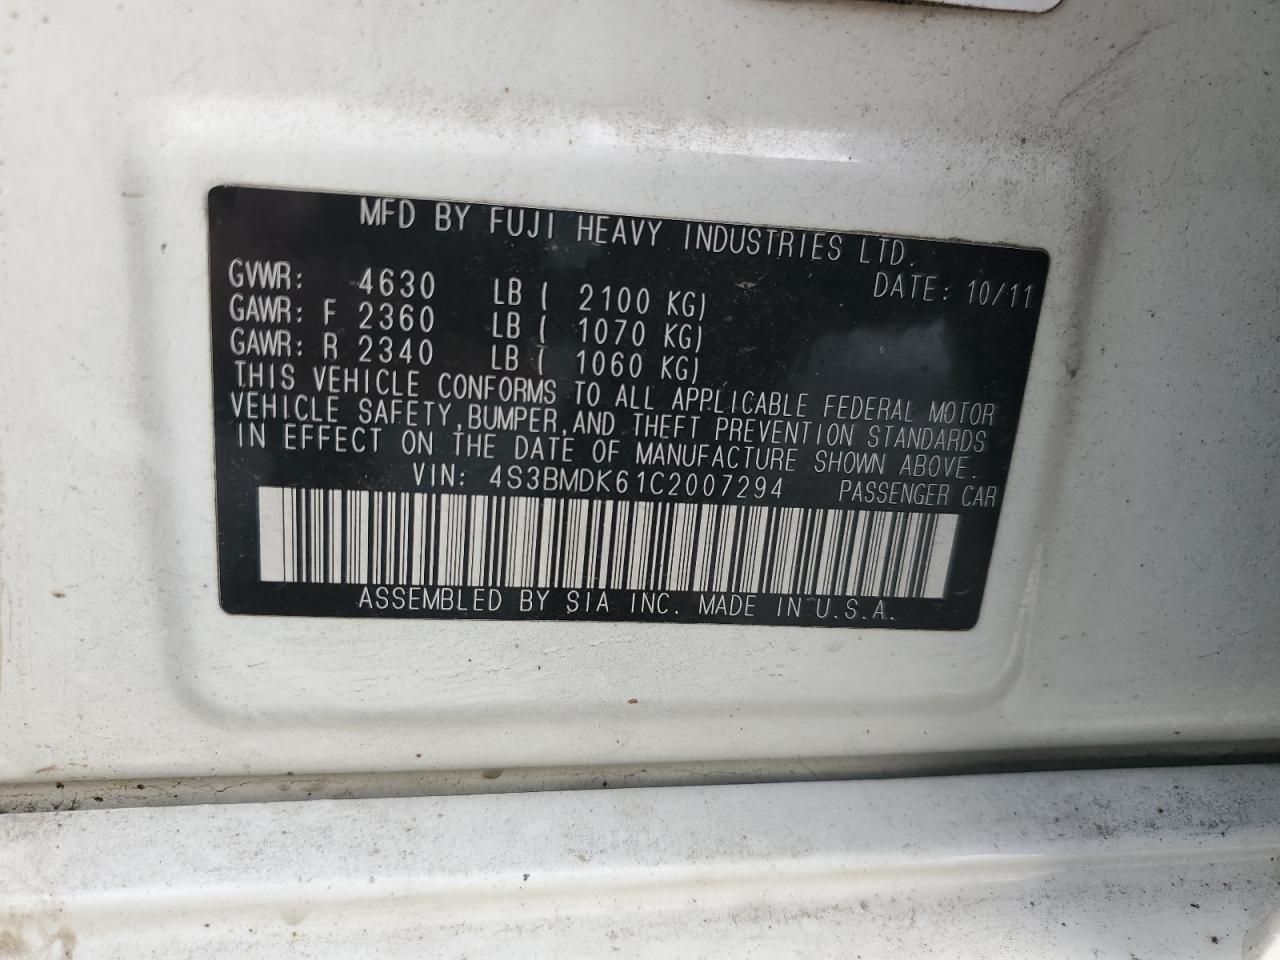 MFD BY FUJI HEAVY INDUSTRIES LTD.
DATE: 10/11
GVWR: 4630 LB ( 2100 KG)
GAWR: F 2360 LB ( 1070 KG)
GAWR: R 2340 LB ( 1060 KG)
THIS VEHICLE CONFORMS TO ALL APPLICABLE FEDERAL MOTOR
VEHICLE SAFETY, BUMPER, AND THEFT PREVENTION STANDARDS
IN EFFECT ON THE DATE OF MANUFACTURE SHOWN ABOVE.
VIN: 4S3BMDK61C2007294 PASSENGER CAR
ASSEMBLED BY SIA INC. MADE IN U.S.A.